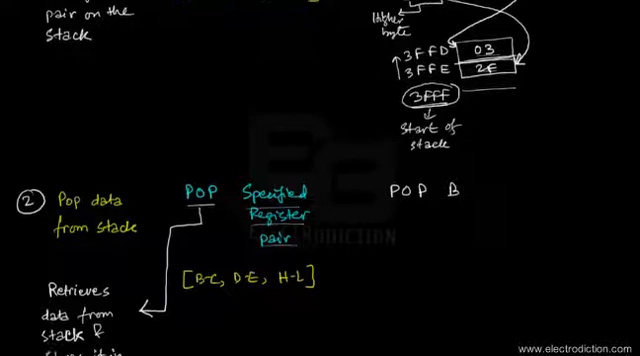 pair on the
stack
Higher
byte
3FFD 03
3FFE 2F
3FFF
start of
stack
2 Pop data
from stack
POP Specified
Register
pair
[B-C, D-E, H-L]
POP B
Retrieves
data from
stack &
www.electrodiction.com